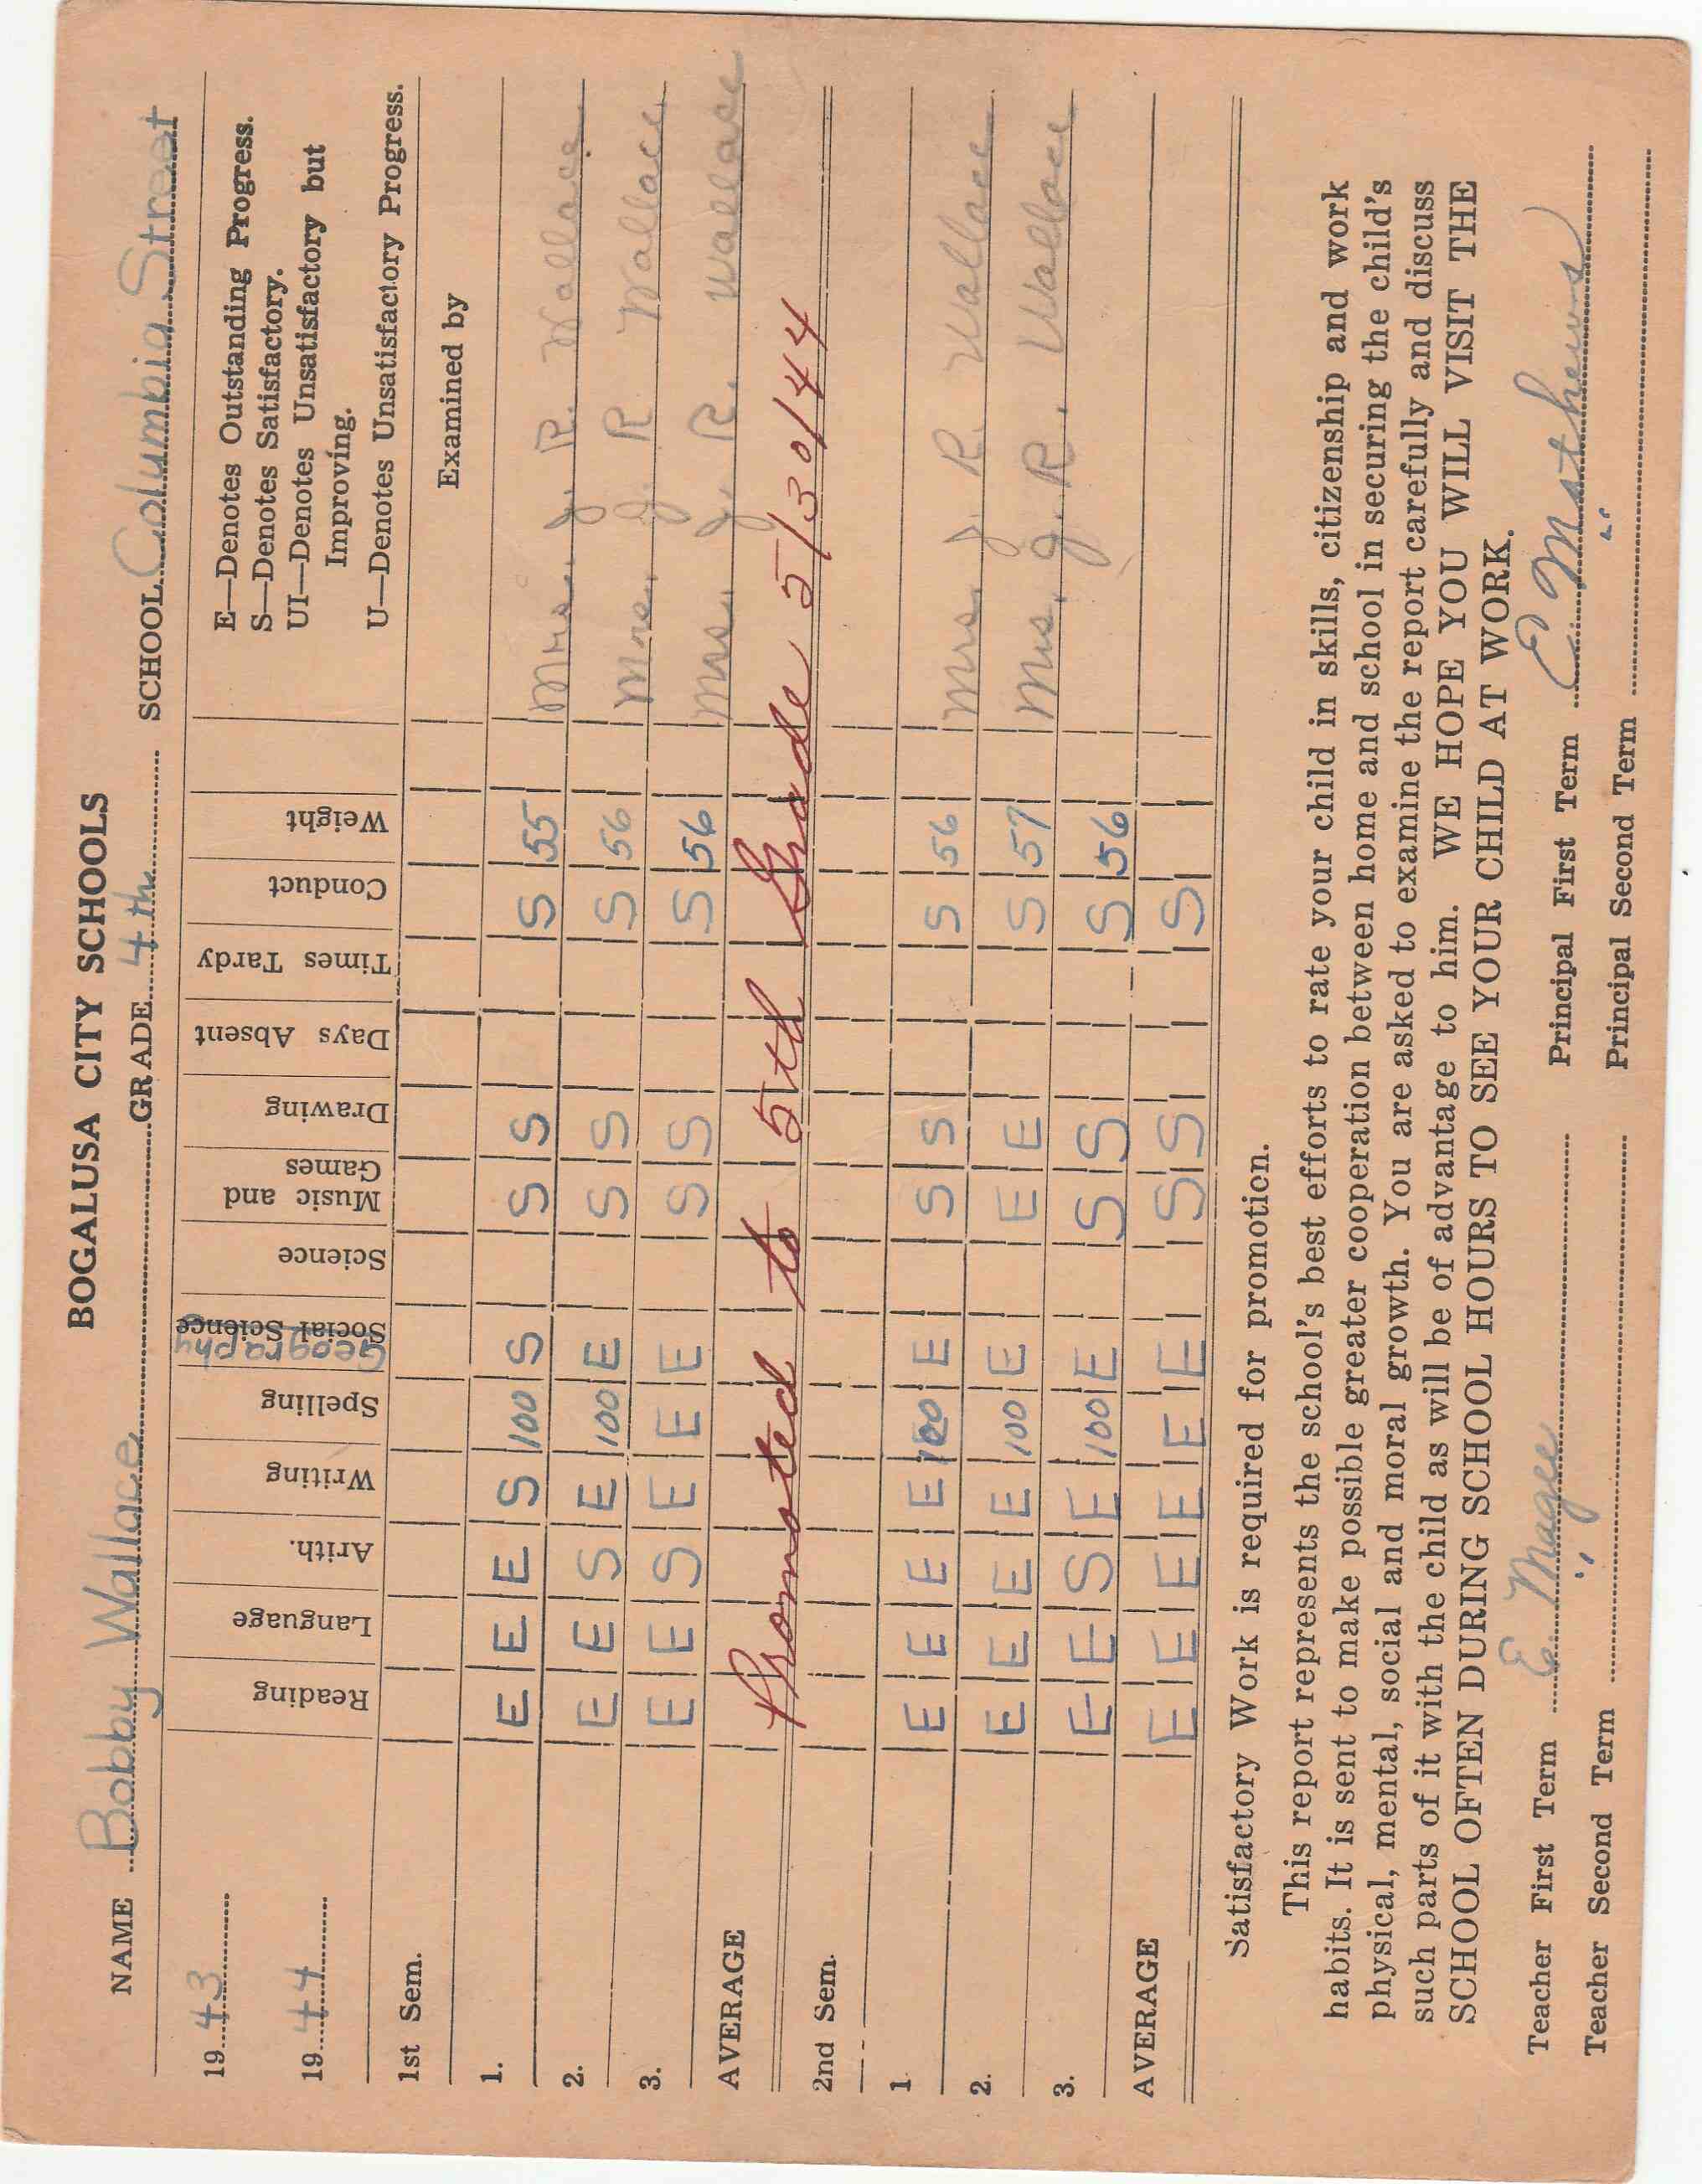 BOGALUSA CITY SCHOOLS
NAME Bobby Wallace GRADE 4th SCHOOL Columbia Street
1943
1944
Reading
Language
Arith.
Writing
Spelling
Geography
Social Science
Science
Music and Games
Drawing
Days Absent
Times Tardy
Conduct
Weight
E—Denotes Outstanding Progress.
S—Denotes Satisfactory.
UI—Denotes Unsatisfactory but
Improving.
U—Denotes Unsatisfactory Progress.
1st Sem.
Examined by
1. E E E S 100 S S S S 55 Mrs. J. R. Wallace
2. E E S E 100 E S S S 56 Mrs. J. R Wallace
3. E E S E E E S S S 56 Mrs. J. R. Wallace
AVERAGE
Promoted to 5th Grade 5/30/44
2nd Sem.
1. E E E E 100 E S S S 56 Mrs. J. R. Wallace
2. E E E E 100 E E E S 57 Mrs. J. R. Wallace
3. E E S E 100 E S S S 56
AVERAGE E E E E E E S S S
Satisfactory Work is required for promotion.
This report represents the school's best efforts to rate your child in skills, citizenship and work
habits. It is sent to make possible greater cooperation between home and school in securing the child's
physical, mental, social and moral growth. You are asked to examine the report carefully and discuss
such parts of it with the child as will be of advantage to him. WE HOPE YOU WILL VISIT THE
SCHOOL OFTEN DURING SCHOOL HOURS TO SEE YOUR CHILD AT WORK.
Teacher First Term E. Magee Principal First Term E. Mathews
Teacher Second Term " Principal Second Term "